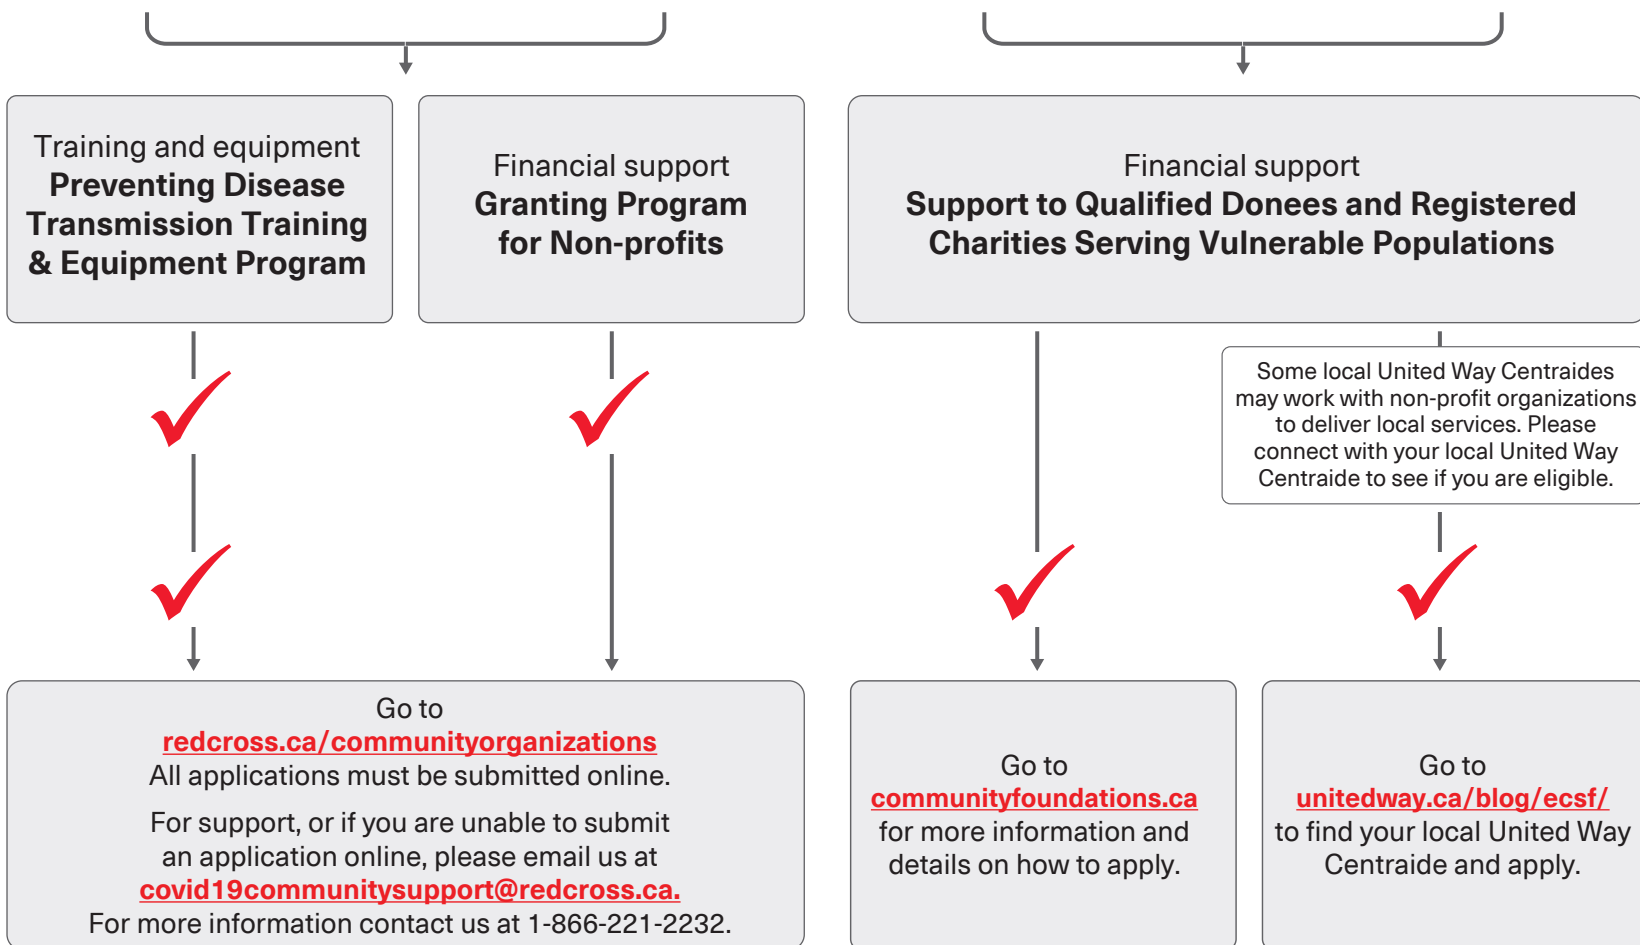 Training and equipment
Preventing Disease
Transmission Training
& Equipment Program
Financial support
Granting Program
for Non-profits
Financial support
Support to Qualified Donees and Registered
Charities Serving Vulnerable Populations
Some local United Way Centraides
may work with non-profit organizations
to deliver local services. Please
connect with your local United Way
Centraide to see if you are eligible.
Go to
redcross.ca/communityorganizations
All applications must be submitted online.
For support, or if you are unable to submit
an application online, please email us at
covid19communitysupport@redcross.ca.
For more information contact us at 1-866-221-2232.
Go to
communityfoundations.ca
for more information and
details on how to apply.
Go to
unitedway.ca/blog/ecsf/
to find your local United Way
Centraide and apply.